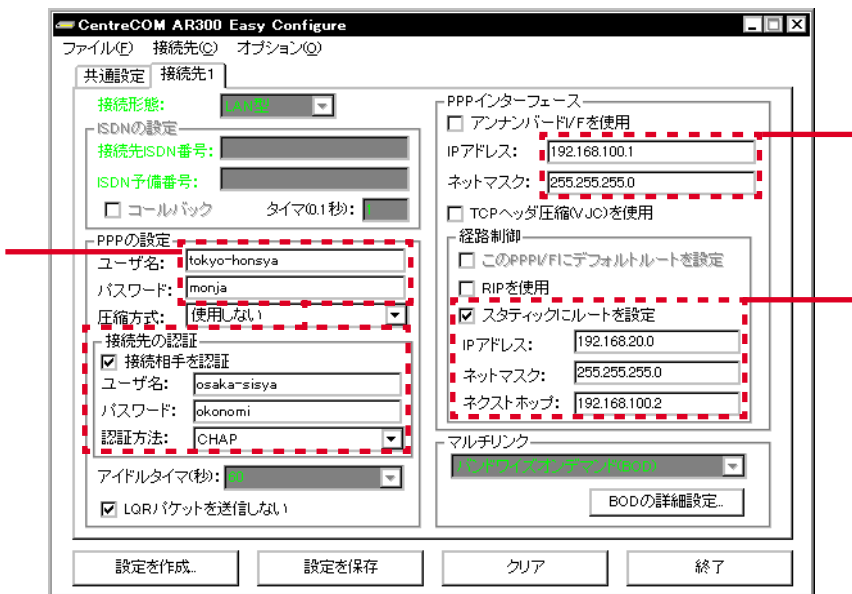 CentreCOM AR300 Easy Configure
ファイル(F) 接続先(C) オプション(O)
共通設定 接続先1
接続形態: LAN型
ISDNの設定
接続先ISDN番号:
ISDN予備番号:
コールバック タイマ(0.1秒): 1
PPPの設定
ユーザ名: tokyo-honsya
パスワード: monja
圧縮方式: 使用しない
接続先の認証
接続相手を認証
ユーザ名: osaka-sisya
パスワード: okonomi
認証方法: CHAP
アイドルタイマ(秒): 60
LQRパケットを送信しない
PPPインターフェース
アンナンバードI/Fを使用
IPアドレス: 192.168.100.1
ネットマスク: 255.255.255.0
TCPヘッダ圧縮(VJC)を使用
経路制御
このPPPI/Fにデフォルトルートを設定
RIPを使用
スタティックにルートを設定
IPアドレス: 192.168.20.0
ネットマスク: 255.255.255.0
ネクストホップ: 192.168.100.2
マルチリンク
バンドワイズオンデマンド(BOD)
BODの詳細設定...
設定を作成... 設定を保存 クリア 終了